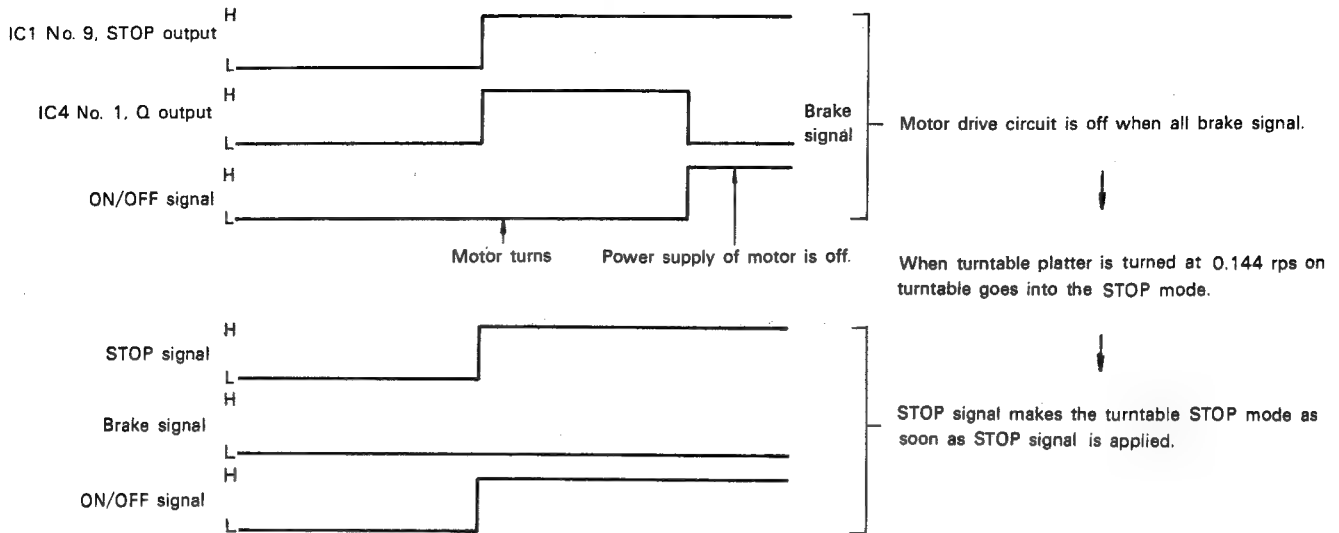 H
IC1 No. 9, STOP output
L
H
IC4 No. 1, Q output
L
Brake
signal
H
ON/OFF signal
L
Motor turns
Power supply of motor is off.
Motor drive circuit is off when all brake signal.
When turntable platter is turned at 0.144 rps on
turntable goes into the STOP mode.
H
STOP signal
L
H
Brake signal
L
H
ON/OFF signal
L
STOP signal makes the turntable STOP mode as
soon as STOP signal is applied.